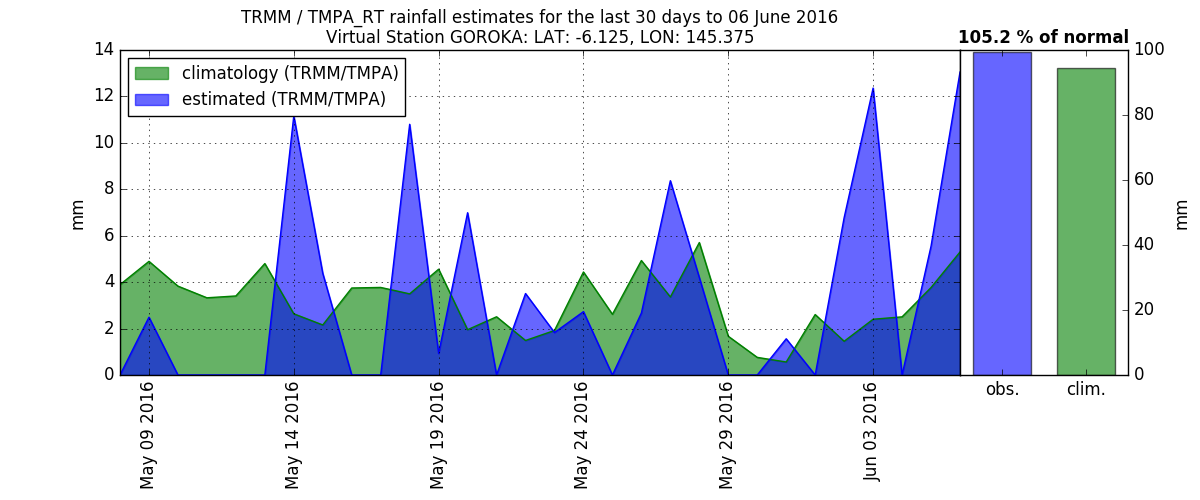 TRMM / TMPA_RT rainfall estimates for the last 30 days to 06 June 2016
Virtual Station GOROKA: LAT: -6.125, LON: 145.375
105.2 % of normal
climatology (TRMM/TMPA)
estimated (TRMM/TMPA)
mm
14
12
10
8
6
4
2
0
May 09 2016
May 14 2016
May 19 2016
May 24 2016
May 29 2016
Jun 03 2016
obs.
clim.
100
80
60
40
20
0
mm